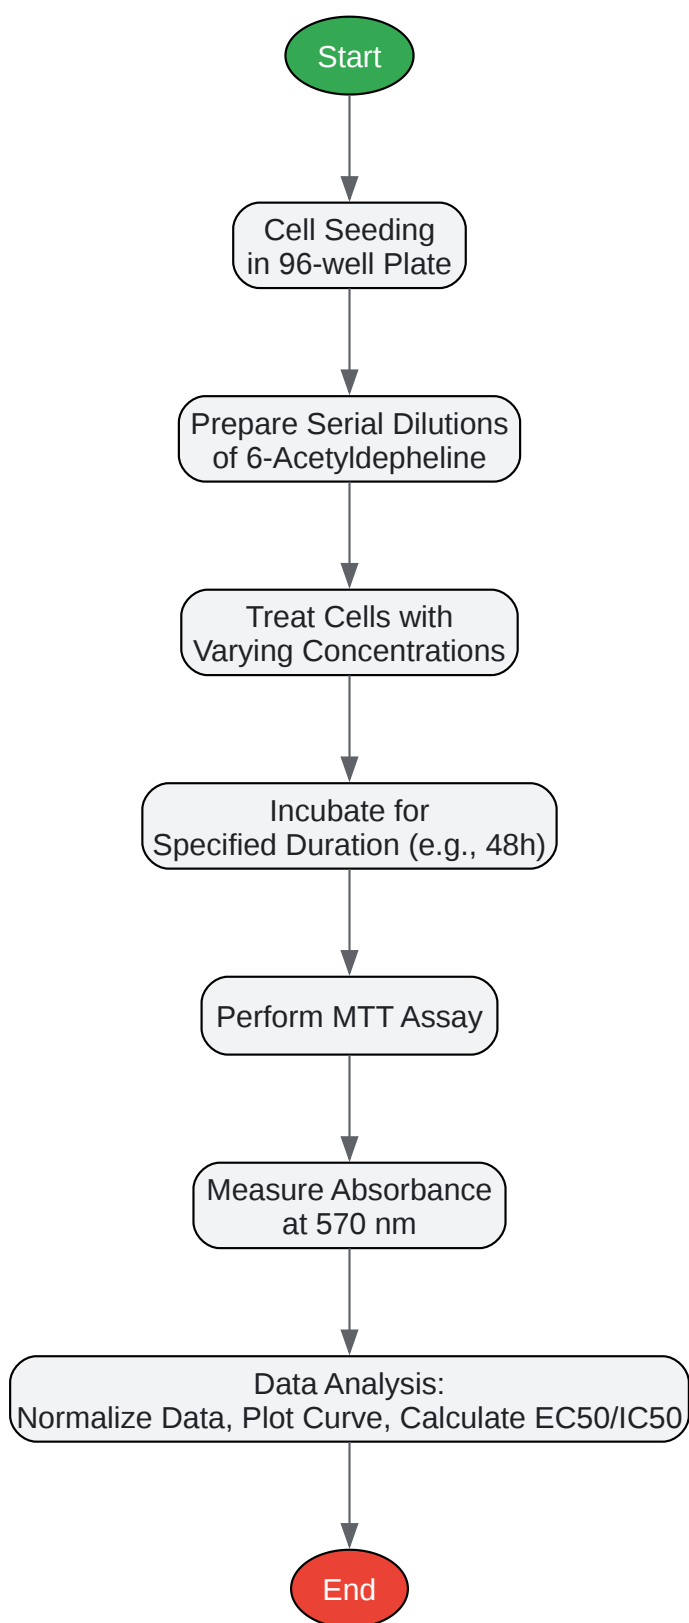 Start
Cell Seeding
in 96-well Plate
Prepare Serial Dilutions
of 6-Acetyldepheline
Treat Cells with
Varying Concentrations
Incubate for
Specified Duration (e.g., 48h)
Perform MTT Assay
Measure Absorbance
at 570 nm
Data Analysis:
Normalize Data, Plot Curve, Calculate EC50/IC50
End